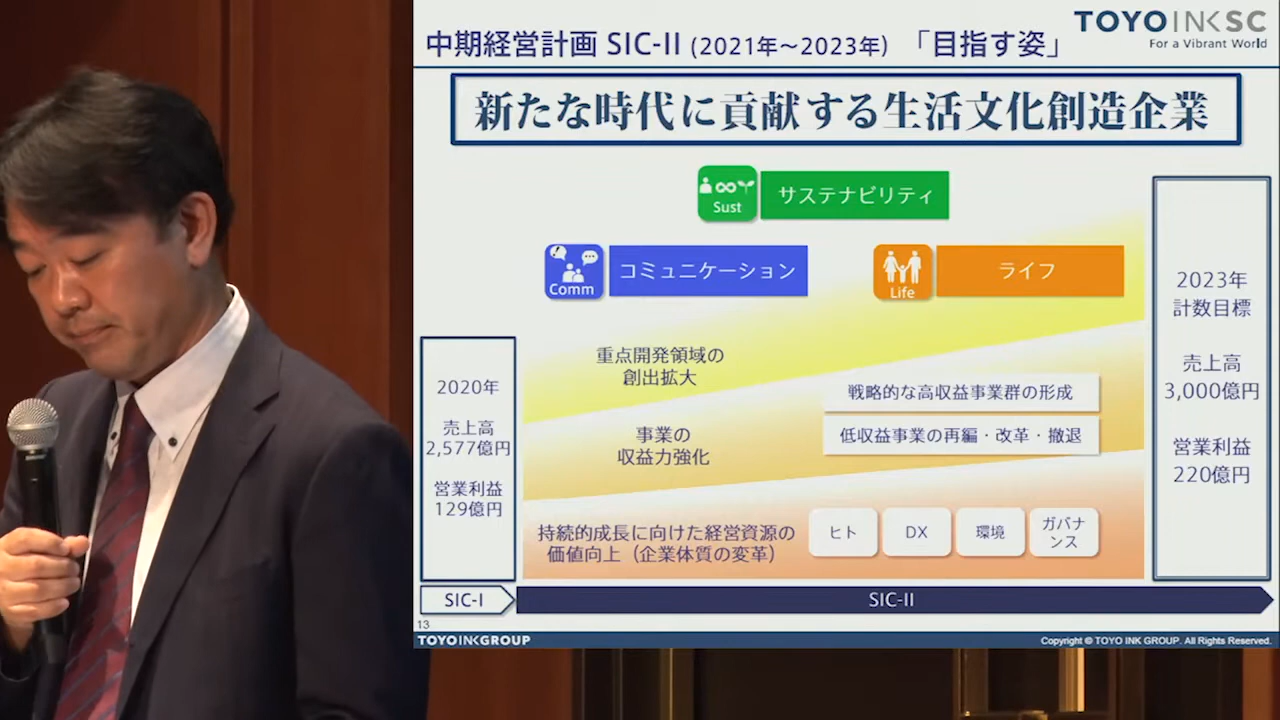 TOYOINKSC
For a Vibrant World
中期経営計画 SIC-II (2021年～2023年) 「目指す姿」
新たな時代に貢献する生活文化創造企業
Sust
サステナビリティ
Comm
コミュニケーション
Life
ライフ
2020年
売上高
2,577億円
営業利益
129億円
重点開発領域の
創出拡大
事業の
収益力強化
戦略的な高収益事業群の形成
低収益事業の再編・改革・撤退
持続的成長に向けた経営資源の
価値向上（企業体質の変革）
ヒト
DX
環境
ガバナ
ンス
2023年
計数目標
売上高
3,000億円
営業利益
220億円
SIC-I
SIC-II
13
TOYOINKGROUP
Copyright © TOYO INK GROUP. All Rights Reserved.